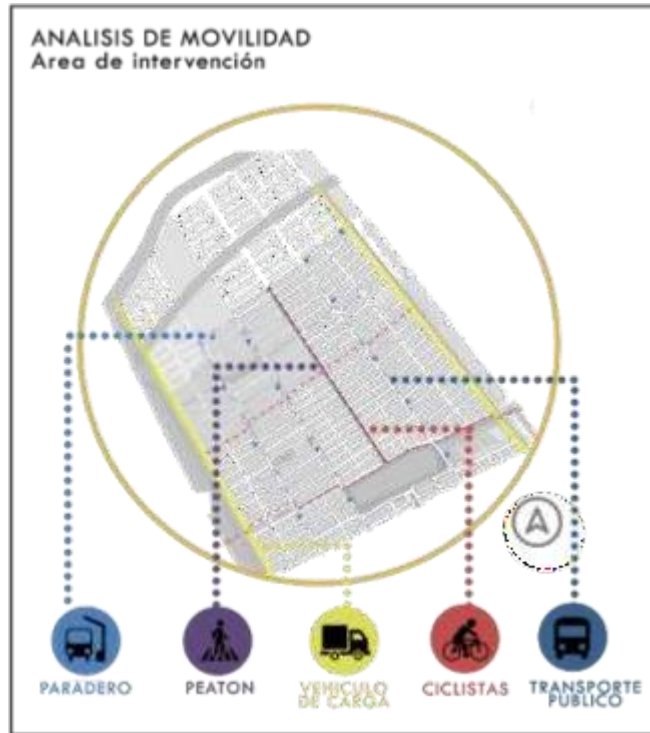 ANALISIS DE MOVILIDAD
Area de intervención
PARADERO
PEATON
VEHICULO
DE CARGA
CICLISTAS
TRANSPORTE
PUBLICO